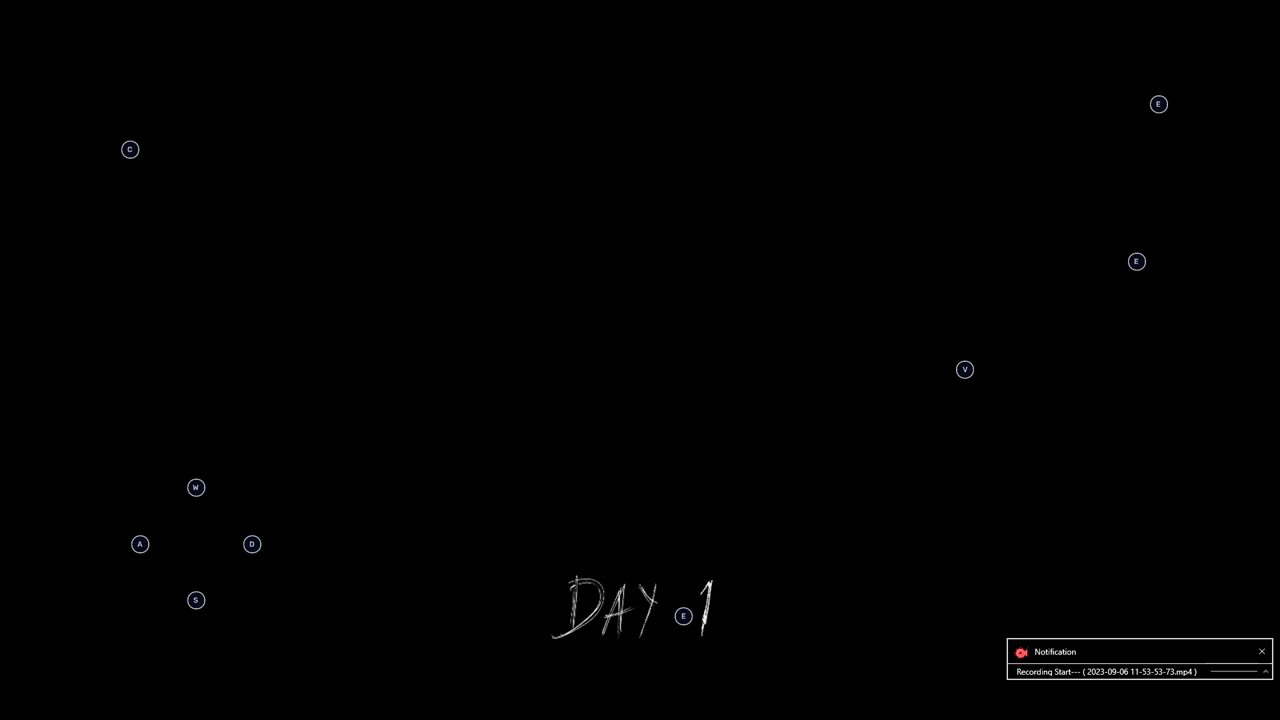 E
C
E
V
W
A D
S
DAY E 1
Notification
Recording Start--- ( 2023-09-06 11-53-53-73.mp4 )